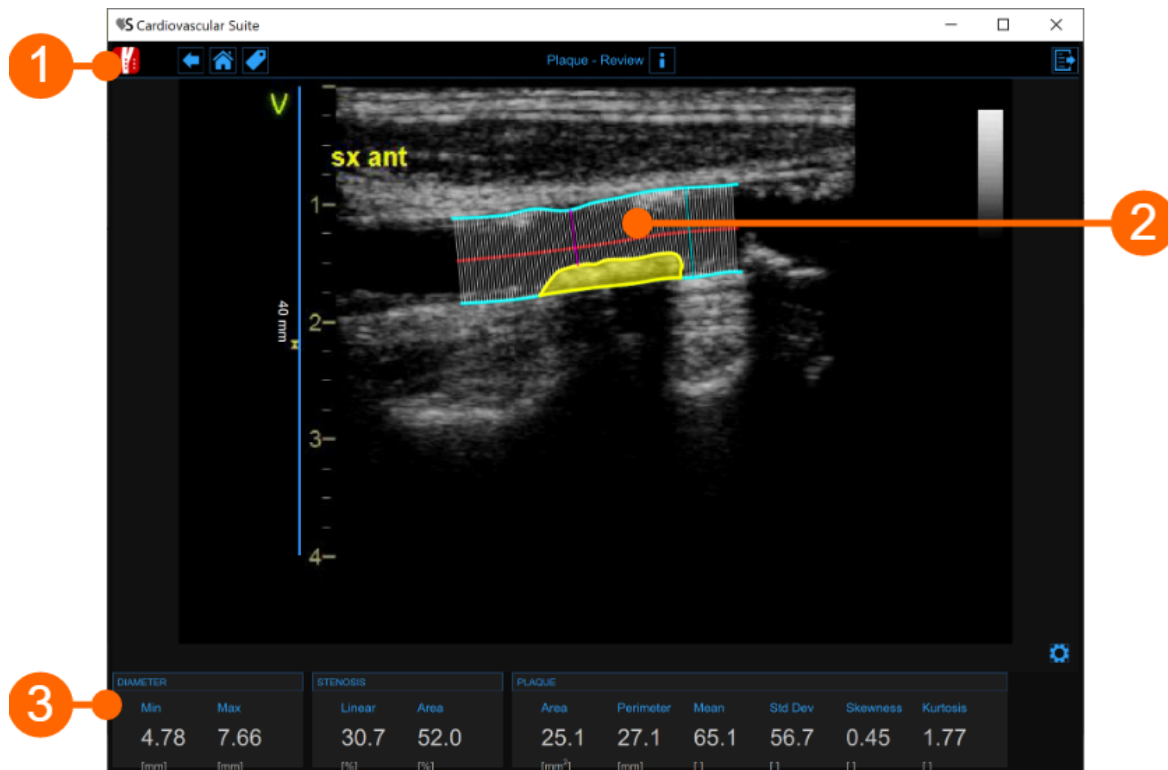 S Cardiovascular Suite
1
Plaque - Review i
V
sx ant
1
2
40 mm
2
3
4
3
DIAMETER STENOSIS PLAQUE
Min Max Linear Area Area Perimeter Mean Std Dev Skewness Kurtosis
4.78 7.66 30.7 52.0 25.1 27.1 65.1 56.7 0.45 1.77
[mm] [mm] [%] [%] [mm²] [mm] [ ] [ ] [ ] [ ]